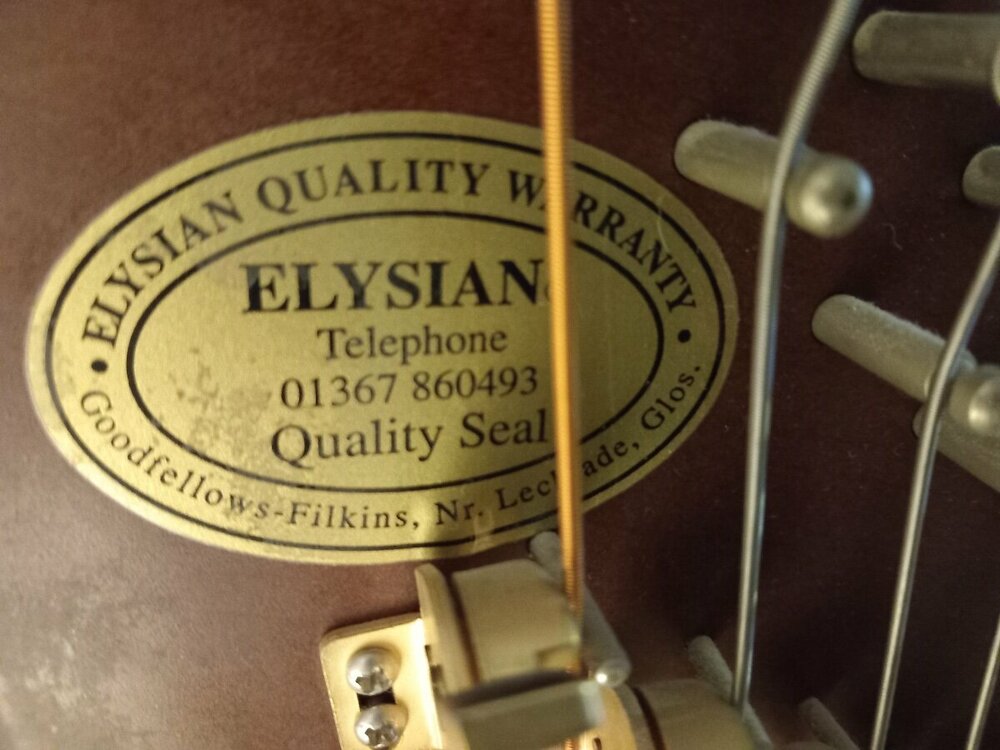 • ELYSIAN QUALITY WARRANTY •
ELYSIAN
Telephone
01367 860493
Quality Seal
Goodfellows-Filkins, Nr. Lechlade, Glos.